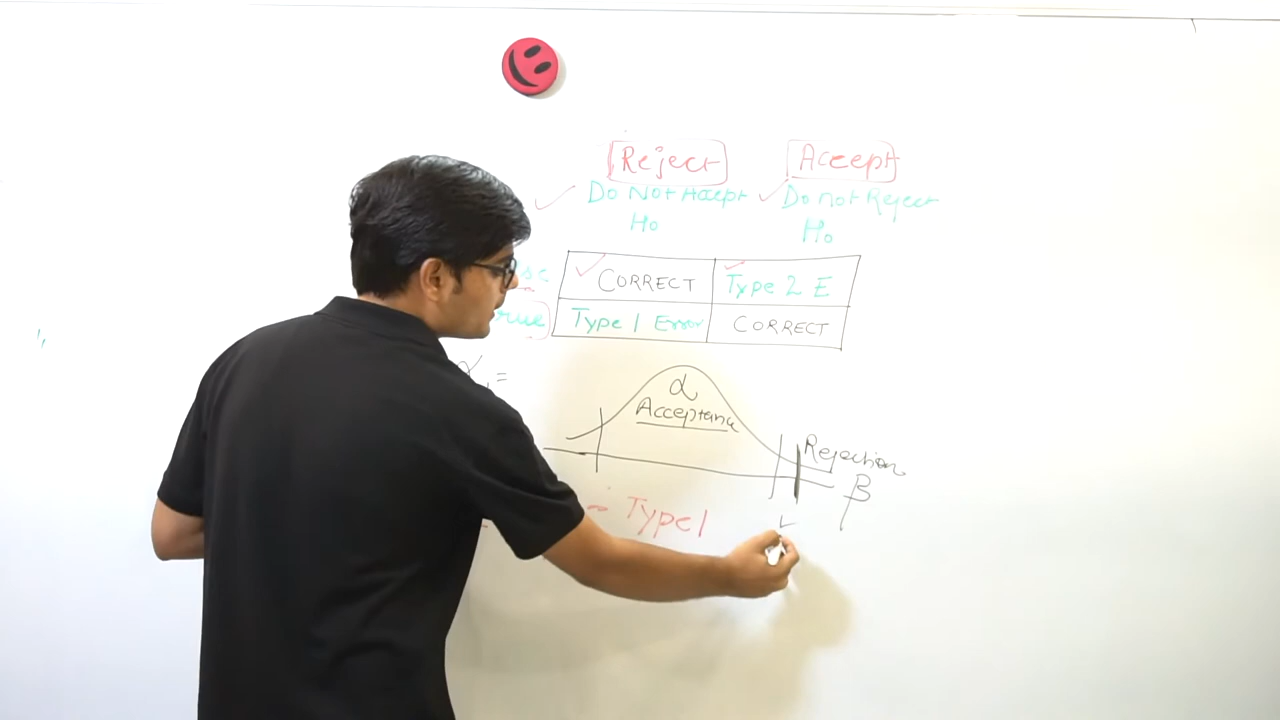 Reject Accept
Do Not Accept Do not Reject
Ho Ho
CORRECT Type 2 E
Type 1 Error CORRECT
=
α
Acceptance
Rejection
β
Type 1